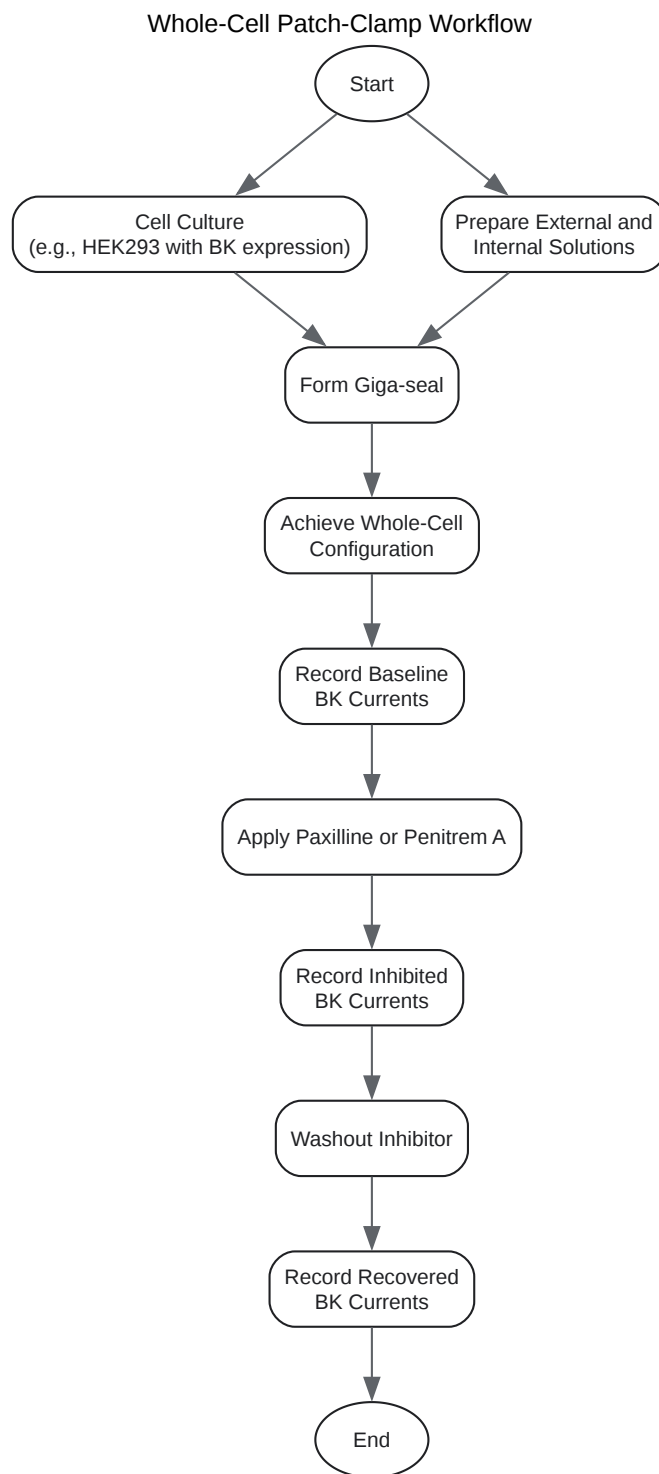 Whole-Cell Patch-Clamp Workflow
Start
Cell Culture
(e.g., HEK293 with BK expression)
Prepare External and
Internal Solutions
Form Giga-seal
Achieve Whole-Cell
Configuration
Record Baseline
BK Currents
Apply Paxilline or Penitrem A
Record Inhibited
BK Currents
Washout Inhibitor
Record Recovered
BK Currents
End